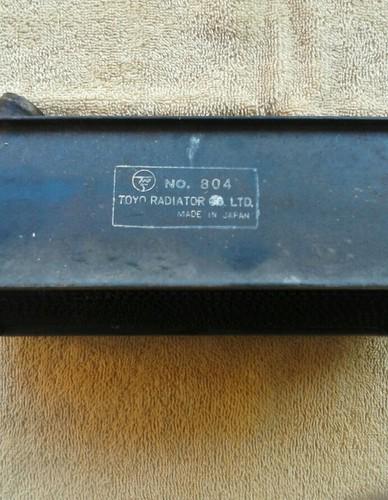 NO. 804
TOYO RADIATOR CO. LTD.
MADE IN JAPAN